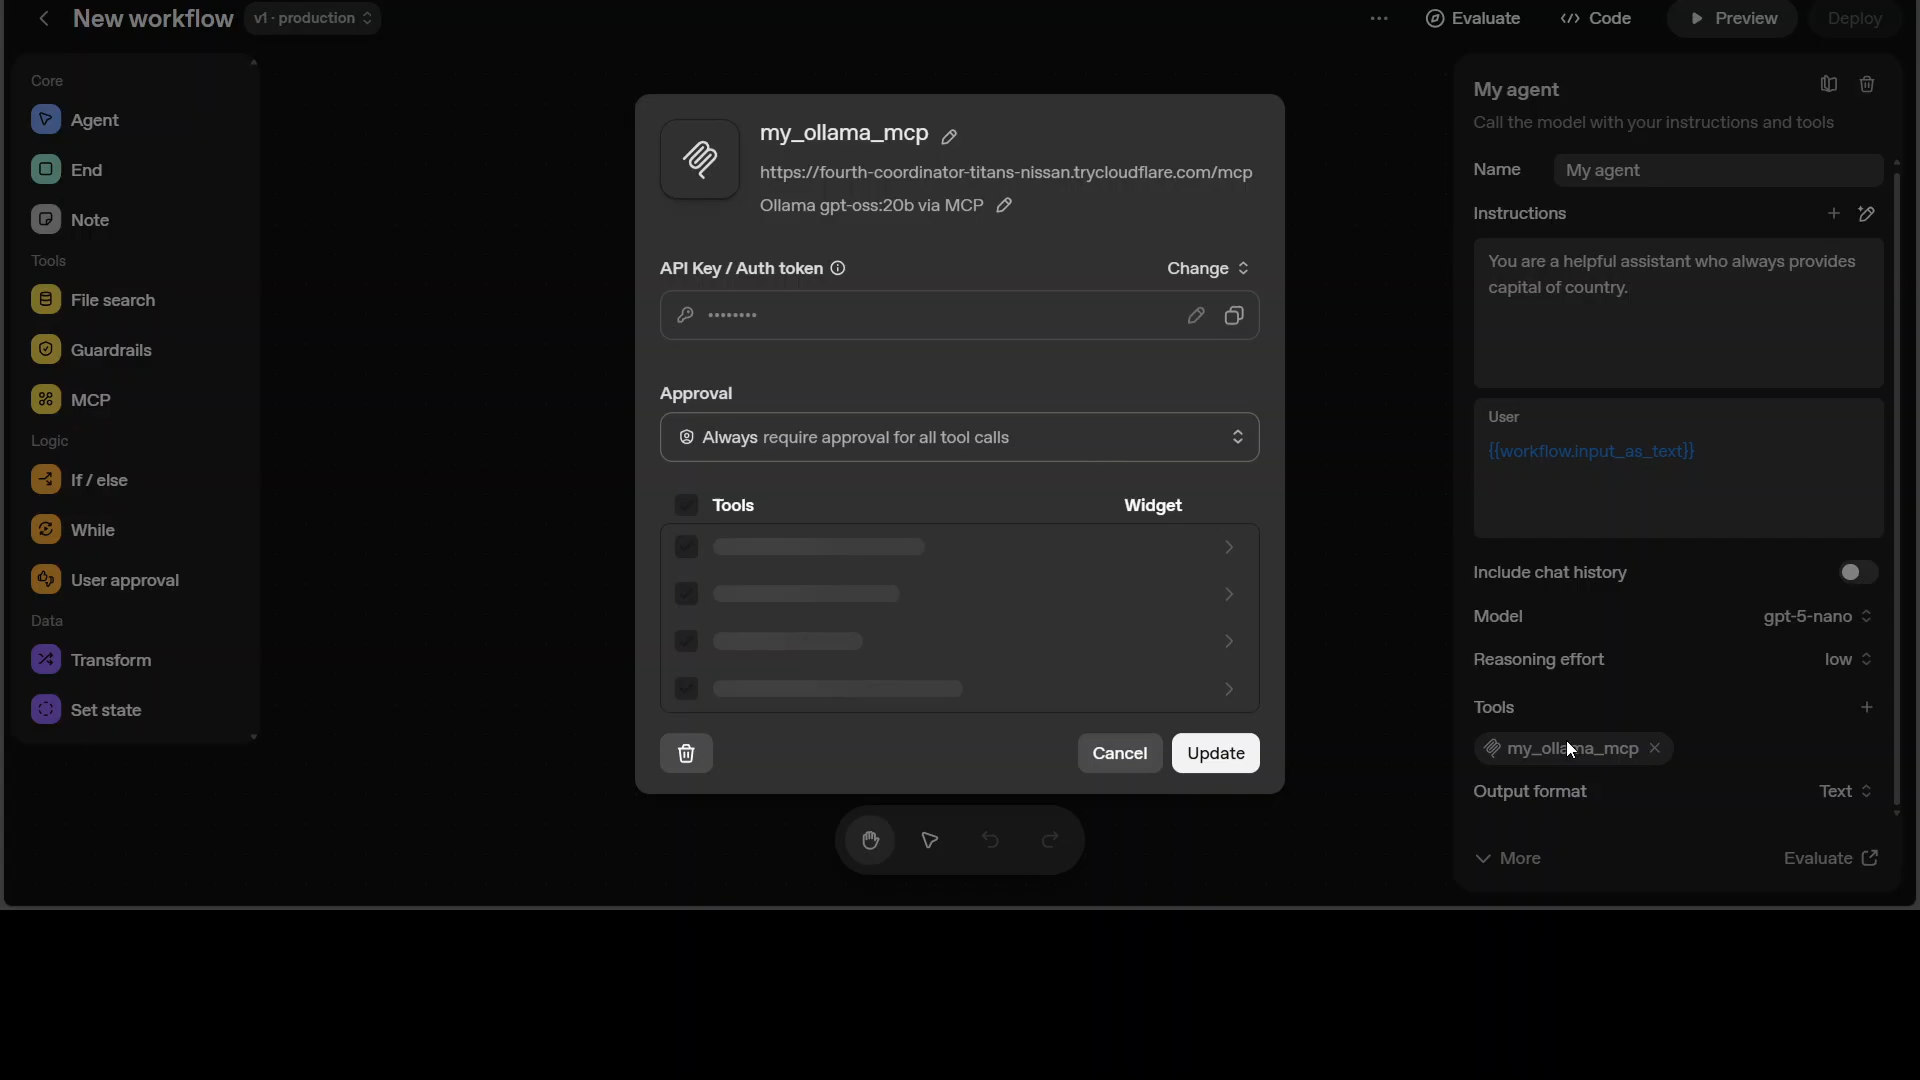 New workflow
v1 · production
Evaluate
Code
Preview
Deploy
Core
Agent
End
Note
Tools
File search
Guardrails
MCP
Logic
If / else
While
User approval
Data
Transform
Set state
my_ollama_mcp
https://fourth-coordinator-titans-nissan.trycloudflare.com/mcp
Ollama gpt-oss:20b via MCP
API Key / Auth token
Change
••••••••
Approval
Always require approval for all tool calls
Tools
Widget
Cancel
Update
My agent
Call the model with your instructions and tools
Name
My agent
Instructions
You are a helpful assistant who always provides
capital of country.
User
{{workflow.input_as_text}}
Include chat history
Model
gpt-5-nano
Reasoning effort
low
Tools
my_ollama_mcp
Output format
Text
More
Evaluate